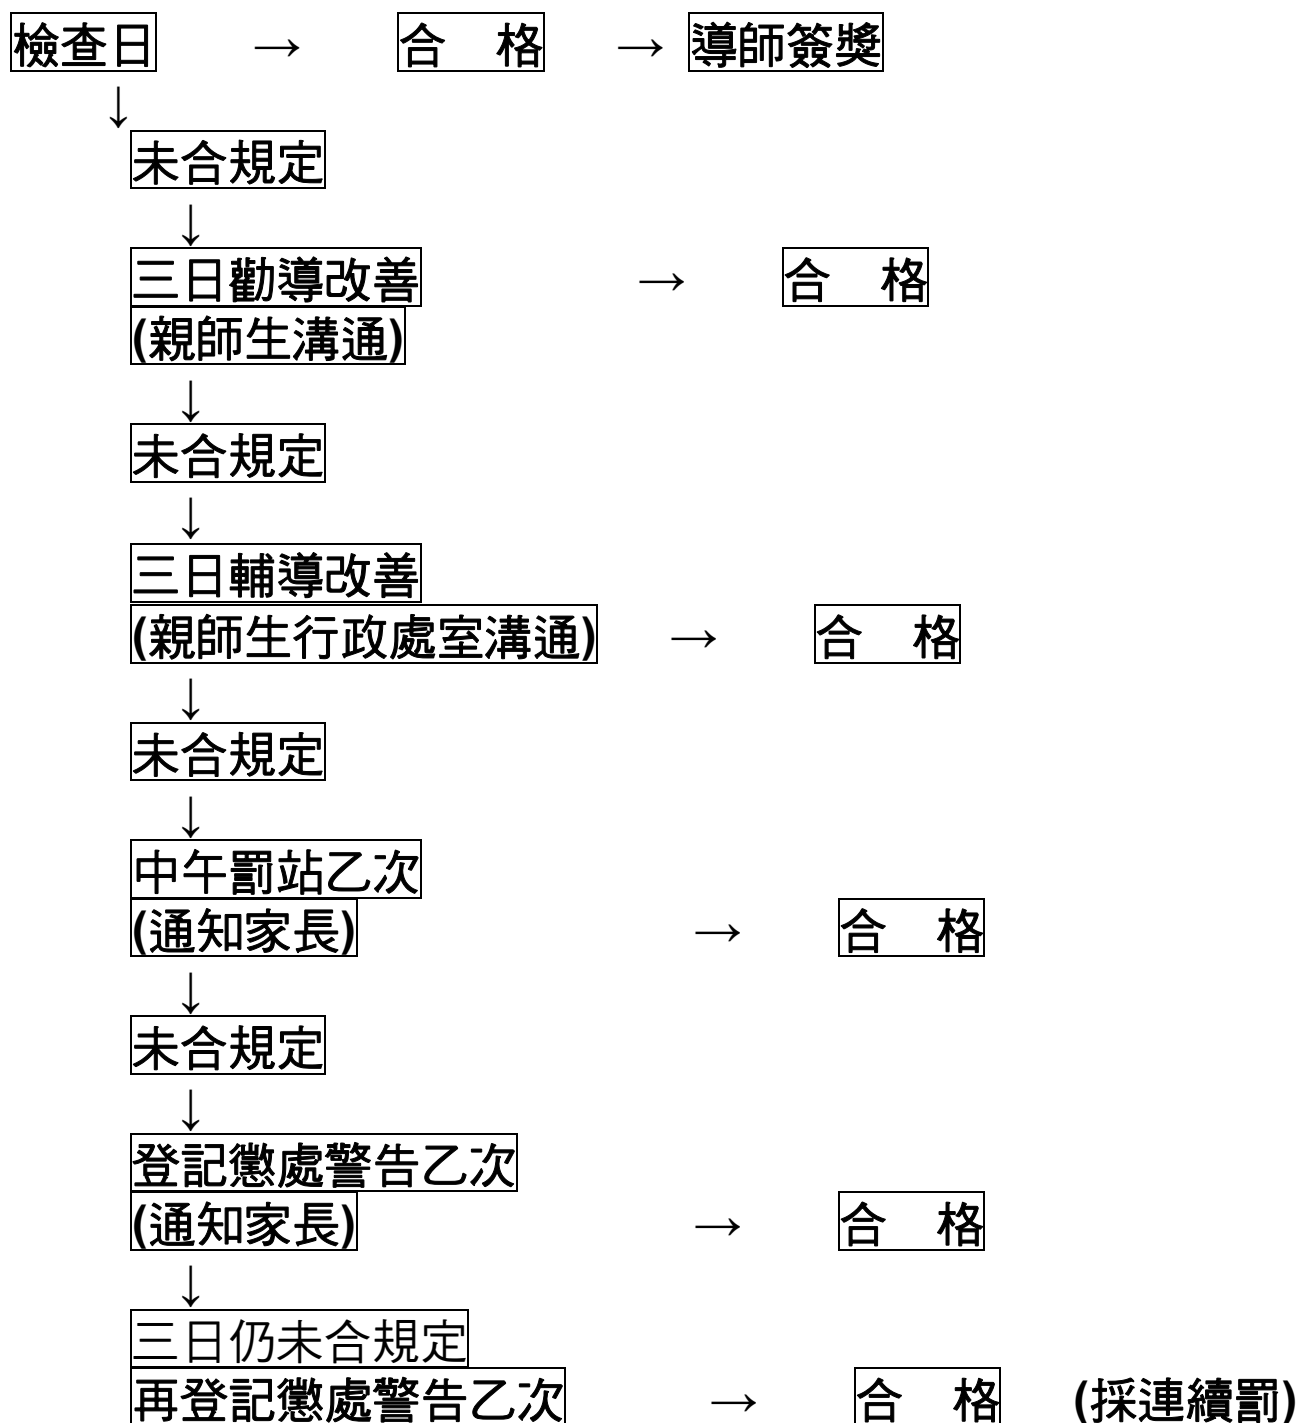 檢查日 → 合 格 → 導師簽獎
↓
未合規定
↓
三日勸導改善 → 合 格
(親師生溝通)
↓
未合規定
↓
三日輔導改善
(親師生行政處室溝通) → 合 格
↓
未合規定
↓
中午罰站乙次
(通知家長) → 合 格
↓
未合規定
↓
登記懲處警告乙次
(通知家長) → 合 格
↓
三日仍未合規定
再登記懲處警告乙次 → 合 格 (採連續罰)